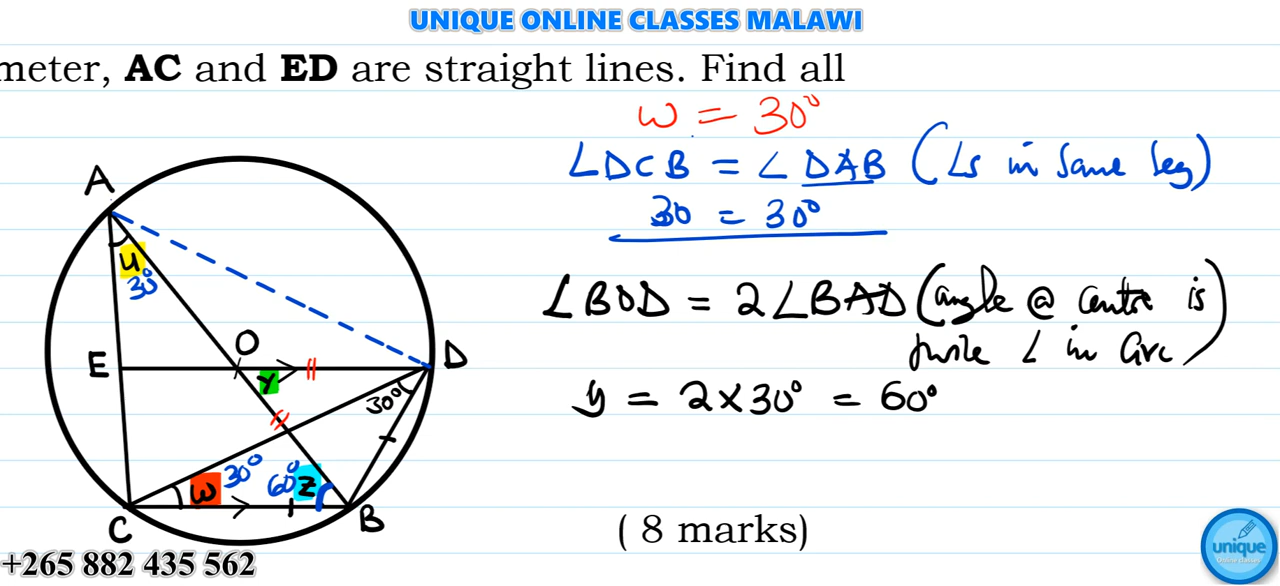 UNIQUE ONLINE CLASSES MALAWI
meter, AC and ED are straight lines. Find all
w = 30°
∠DCB = ∠DAB (∠s in same seg)
30 = 30°
∠BOD = 2∠BAD (angle @ centre is
twice ∠ in arc)
y = 2 × 30° = 60°
A
u
30°
O
E
D
y
30°
30°
w
60°
z
C
B
( 8 marks)
+265 882 435 562
unique
Online classes